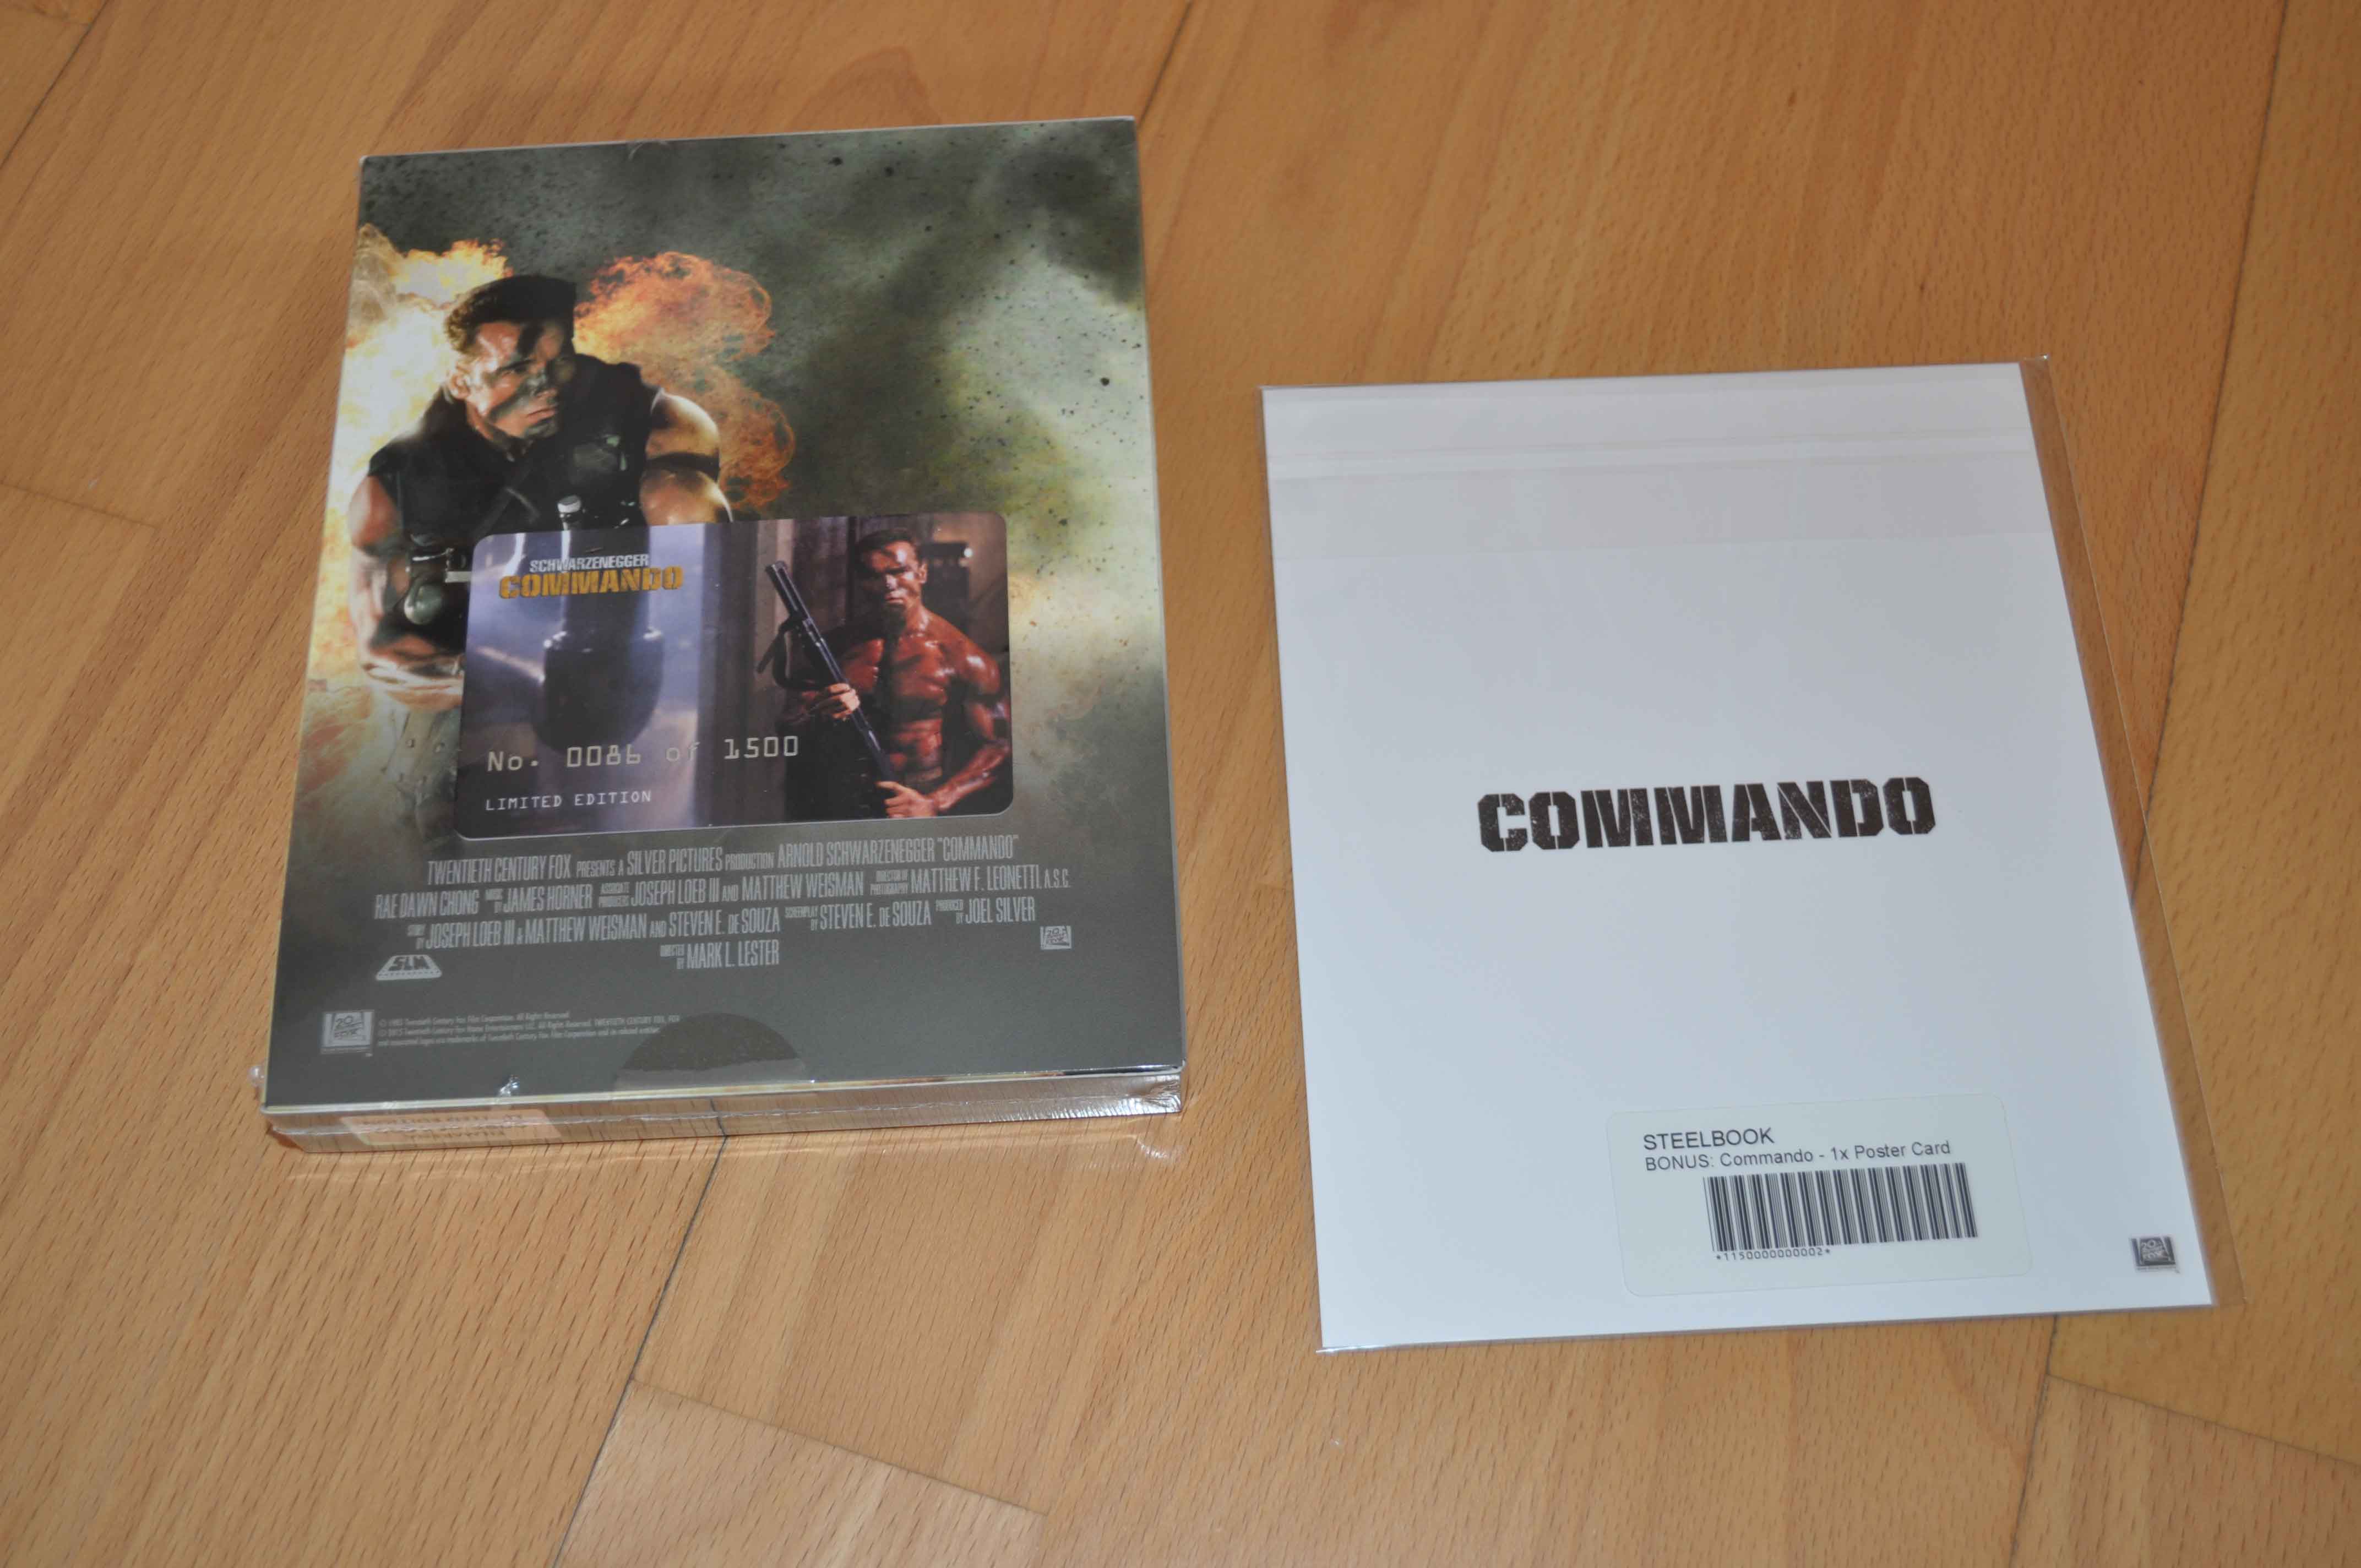 SCHWARZENEGGER
COMMANDO
No. 0086 of 1500
LIMITED EDITION
TWENTIETH CENTURY FOX PRESENTS A SILVER PICTURES PRODUCTION ARNOLD SCHWARZENEGGER "COMMANDO"
RAE DAWN CHONG MUSIC BY JAMES HORNER ASSOCIATE PRODUCERS JOSEPH LOEB III AND MATTHEW WEISMAN DIRECTOR OF PHOTOGRAPHY MATTHEW F. LEONETTI, A.S.C.
STORY BY JOSEPH LOEB III & MATTHEW WEISMAN AND STEVEN E. DE SOUZA SCREENPLAY BY STEVEN E. DE SOUZA PRODUCED BY JOEL SILVER
DIRECTED BY MARK L. LESTER
SLM
COMMANDO
STEELBOOK
BONUS: Commando - 1x Poster Card
*1150000000002*